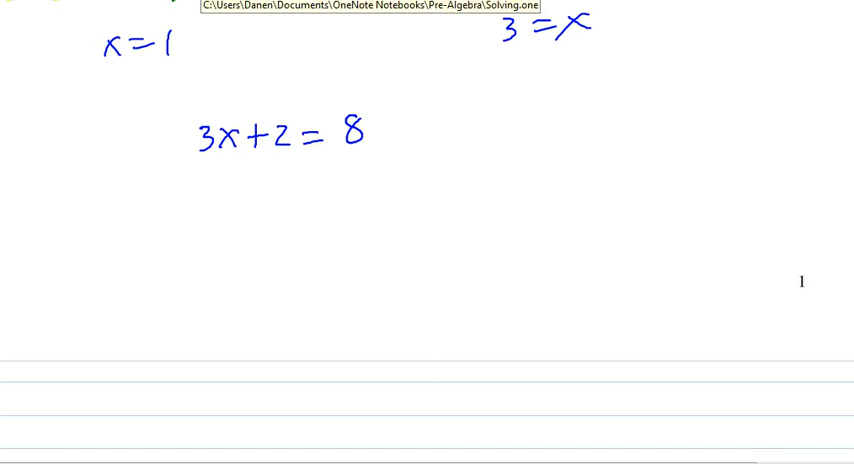 C:\Users\Danen\Documents\OneNote Notebooks\Pre-Algebra\Solving.one
x = 1
3 = x
3x + 2 = 8
1